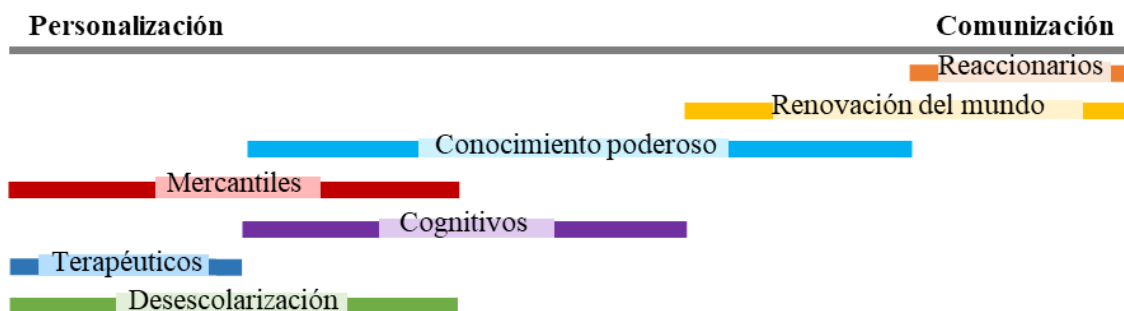 Personalización Comunización
Reaccionarios
Renovación del mundo
Conocimiento poderoso
Mercantiles
Cognitivos
Terapéuticos
Desescolarización